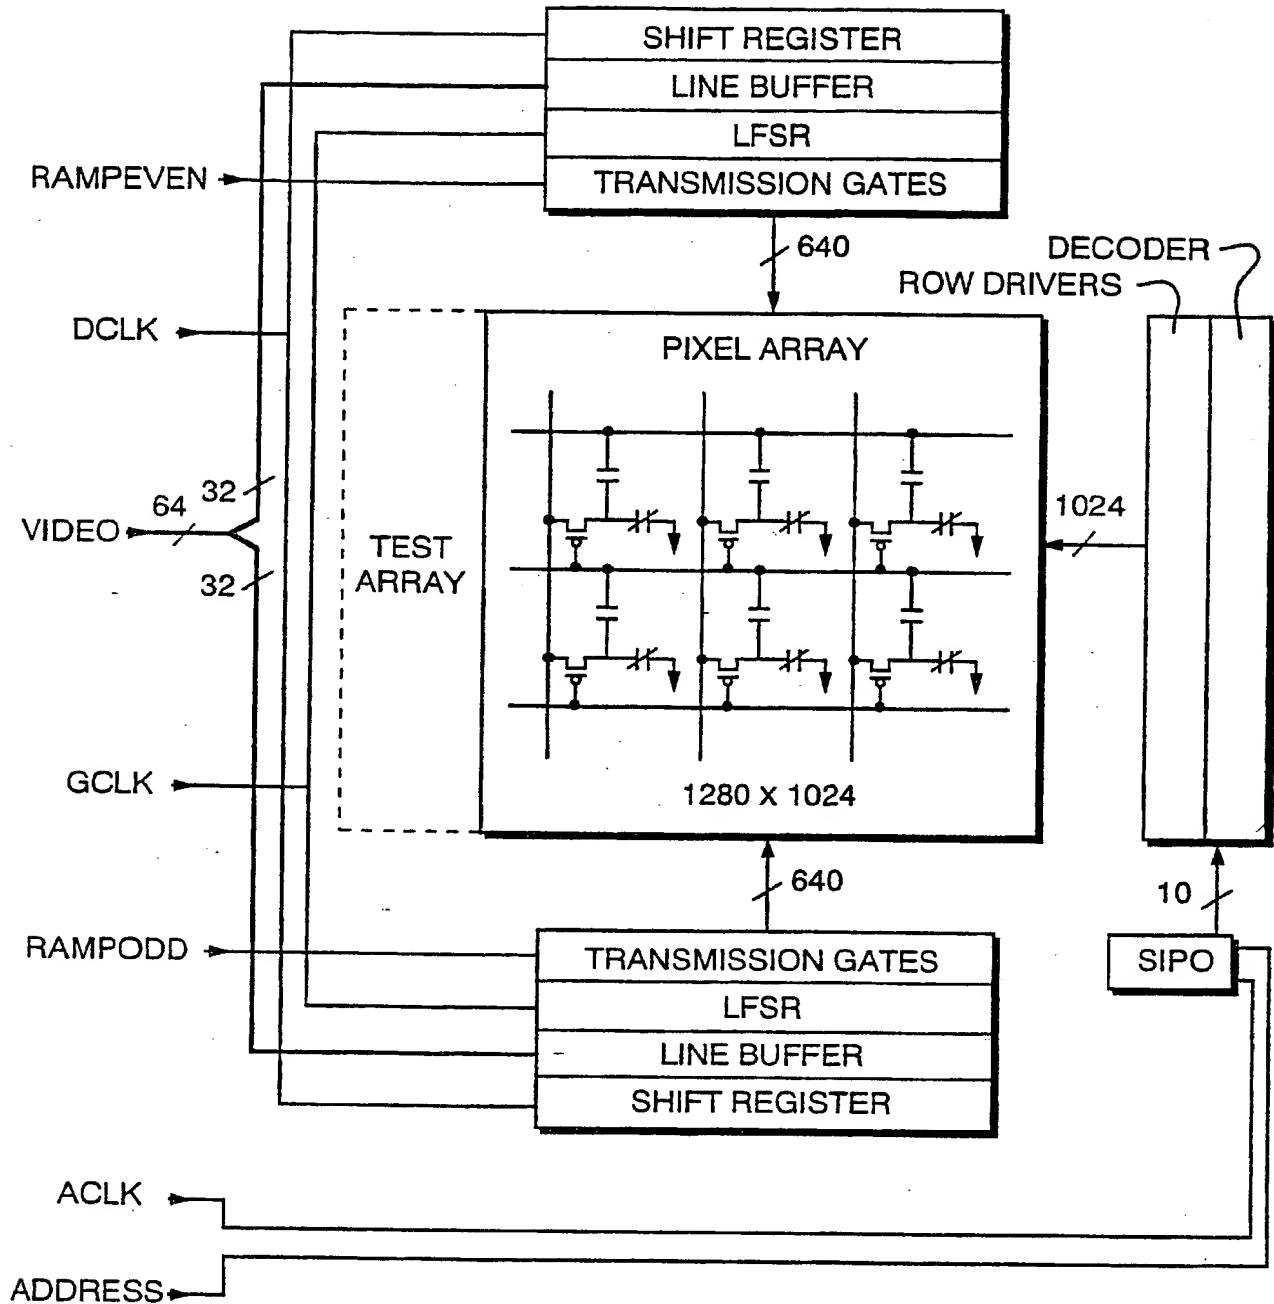 SHIFT REGISTER
LINE BUFFER
LFSR
RAMPEVEN
TRANSMISSION GATES
640
DECODER
ROW DRIVERS
DCLK
PIXEL ARRAY
32
64
1024
VIDEO
TEST
ARRAY
32
GCLK
1280 X 1024
640
10
RAMPODD
TRANSMISSION GATES
SIPO
LFSR
LINE BUFFER
SHIFT REGISTER
ACLK
ADDRESS